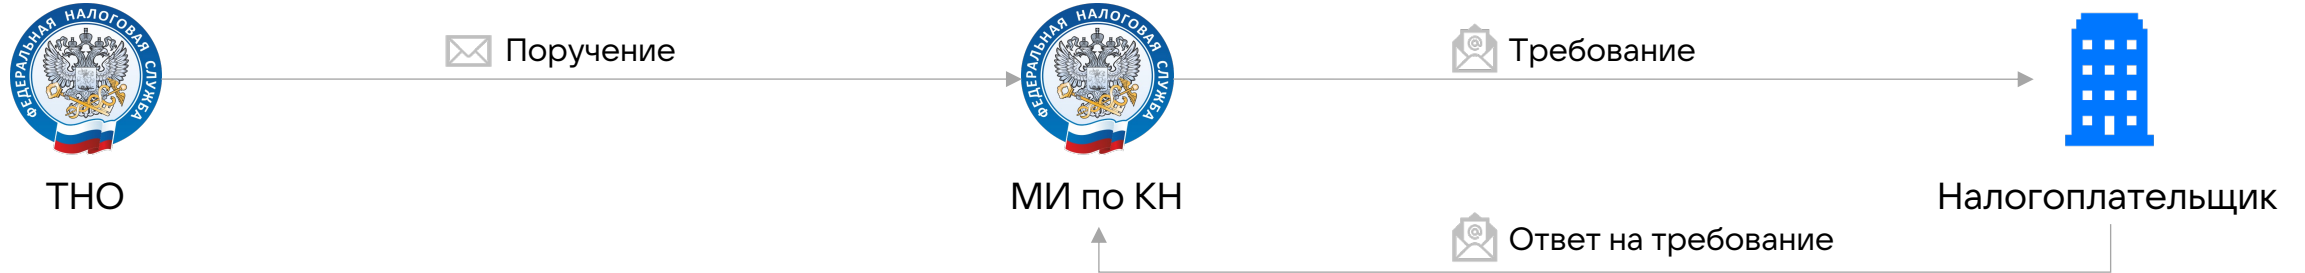 ФЕДЕРАЛЬНАЯ НАЛОГОВАЯ СЛУЖБА
Поручение
ФЕДЕРАЛЬНАЯ НАЛОГОВАЯ СЛУЖБА
Требование
ТНО
МИ по КН
Налогоплательщик
Ответ на требование